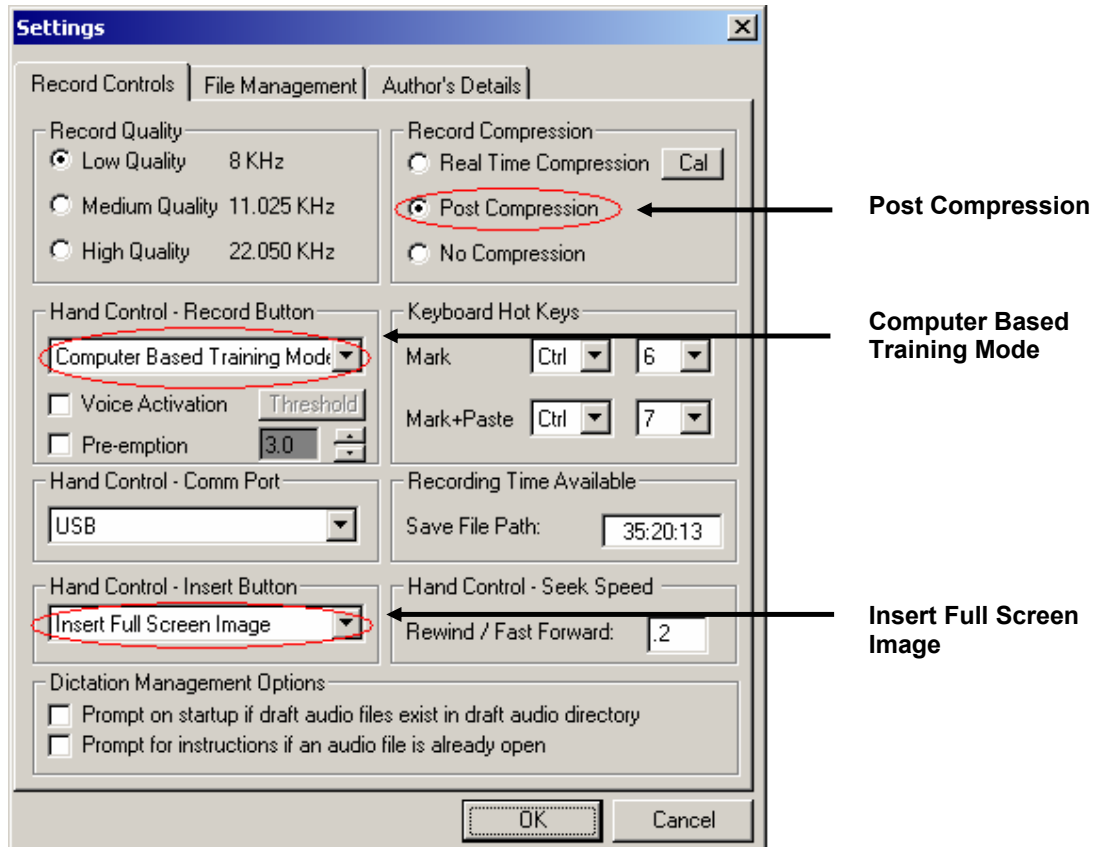 Settings
Record Controls File Management Author's Details
Record Quality
Low Quality 8 KHz
Medium Quality 11.025 KHz
High Quality 22.050 KHz
Record Compression
Real Time Compression Cal
Post Compression
No Compression
Post Compression
Hand Control - Record Button
Computer Based Training Mode
Voice Activation Threshold
Pre-emption 3.0
Keyboard Hot Keys
Mark Ctrl 6
Mark+Paste Ctrl 7
Computer Based
Training Mode
Hand Control - Comm Port
USB
Recording Time Available
Save File Path: 35:20:13
Hand Control - Insert Button
Insert Full Screen Image
Hand Control - Seek Speed
Rewind / Fast Forward: .2
Insert Full Screen
Image
Dictation Management Options
Prompt on startup if draft audio files exist in draft audio directory
Prompt for instructions if an audio file is already open
OK Cancel